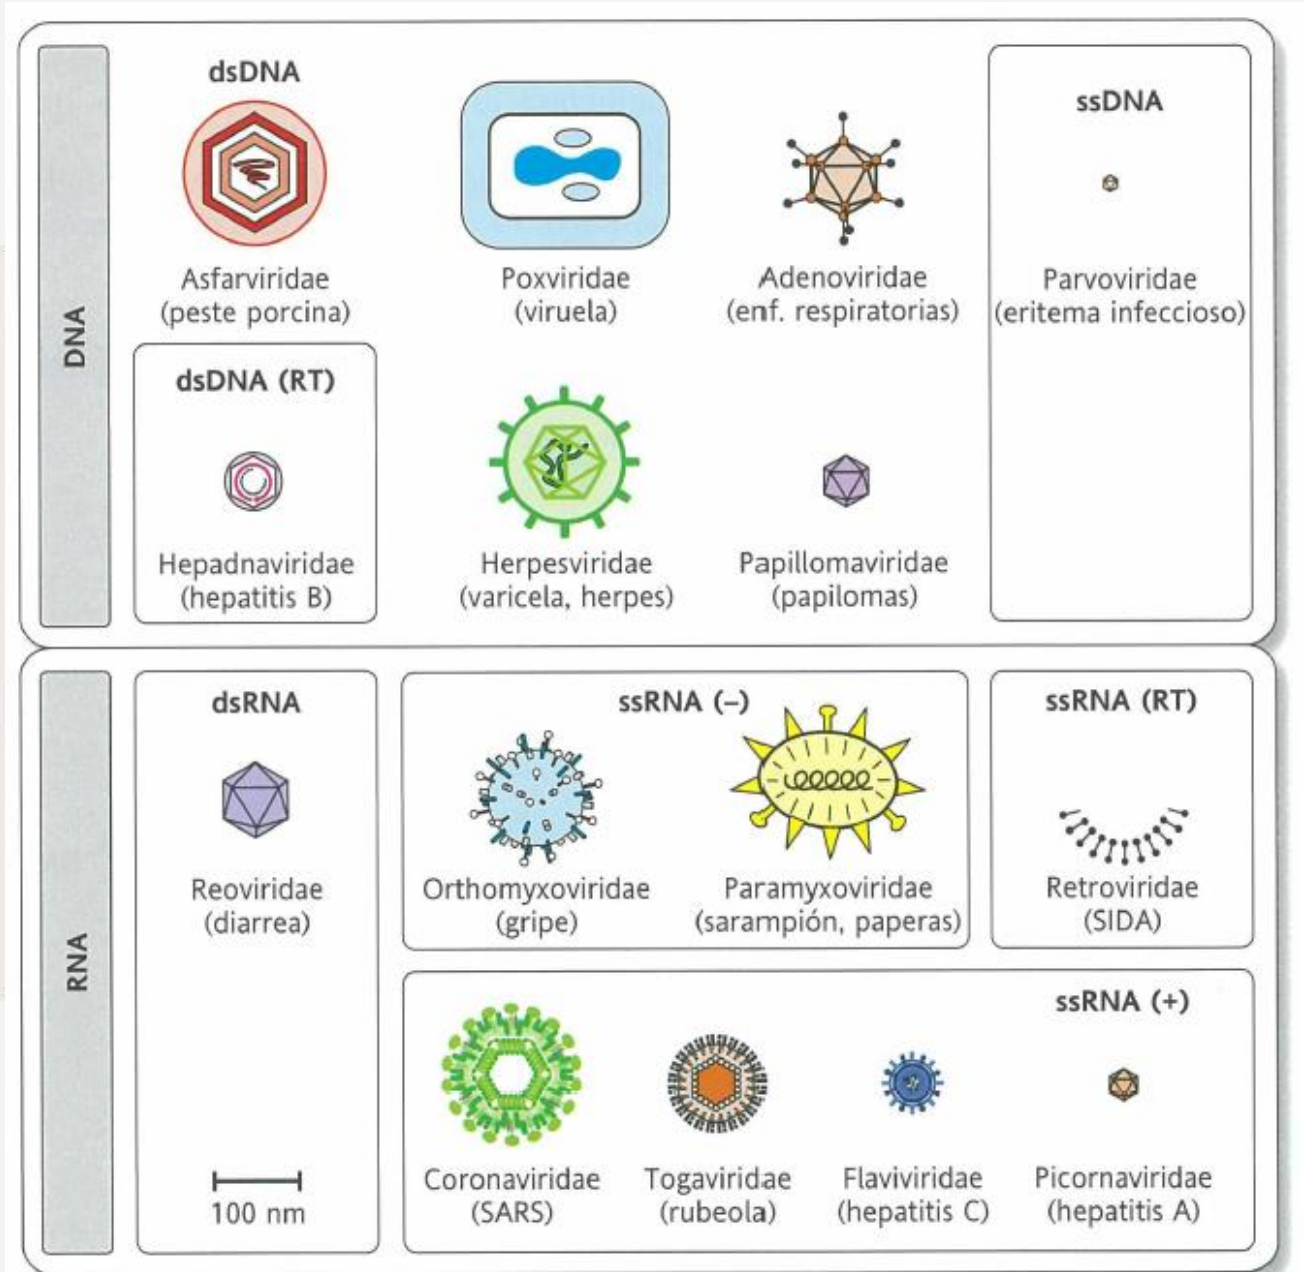 DNA
dsDNA
Asfarviridae
(peste porcina)
Poxviridae
(viruela)
Adenoviridae
(enf. respiratorias)
ssDNA
Parvoviridae
(eritema infeccioso)
dsDNA (RT)
Hepadnaviridae
(hepatitis B)
Herpesviridae
(varicela, herpes)
Papillomaviridae
(papilomas)
RNA
dsRNA
Reoviridae
(diarrea)
100 nm
ssRNA (–)
Orthomyxoviridae
(gripe)
Paramyxoviridae
(sarampión, paperas)
ssRNA (RT)
Retroviridae
(SIDA)
ssRNA (+)
Coronaviridae
(SARS)
Togaviridae
(rubeola)
Flaviviridae
(hepatitis C)
Picornaviridae
(hepatitis A)